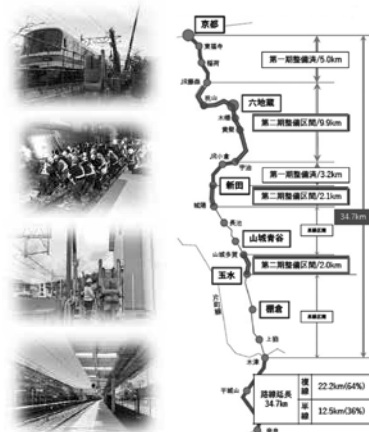 京都
東福寺
稲荷
第一期整備済/5.0km
JR藤森
桃山
六地蔵
木幡
黄檗
第二期整備区間/9.9km
JR小倉
宇治
第一期整備済/3.2km
新田
第二期整備区間/2.1km
城陽
長池
34.7km
山城青谷
山城多賀
第二期整備区間/2.0km
玉水
棚倉
上狛
木津
路線延長
34.7km
複線
22.2km(64%)
単線
12.5km(36%)
平城山